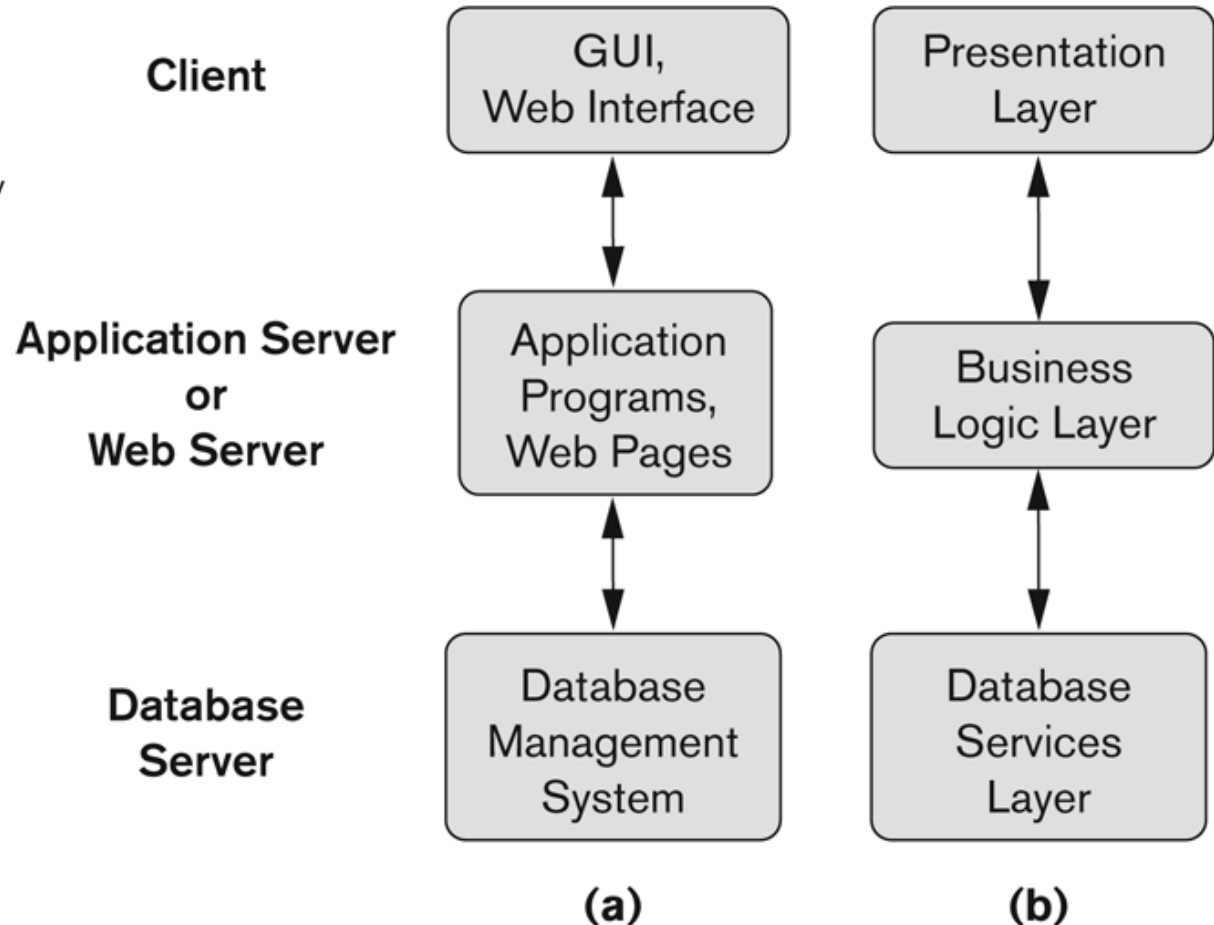 Client
GUI,
Web Interface
Presentation
Layer
Application Server
or
Web Server
Application
Programs,
Web Pages
Business
Logic Layer
Database
Server
Database
Management
System
Database
Services
Layer
(a)
(b)